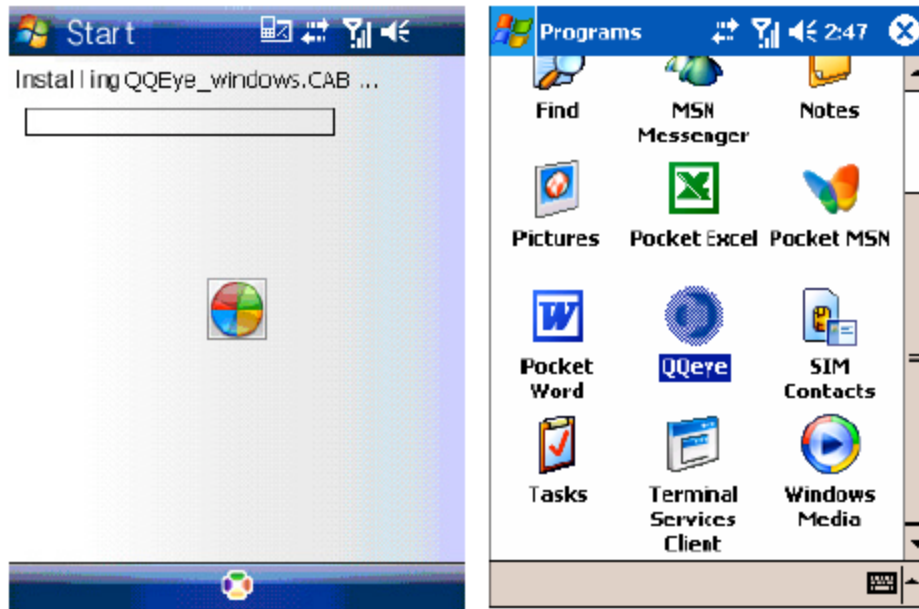 Start
Installing QQEye_windows.CAB ...
Programs 2:47
Find
MSN
Messenger
Notes
Pictures
Pocket Excel
Pocket MSN
Pocket
Word
QQeye
SIM
Contacts
Tasks
Terminal
Services
Client
Windows
Media